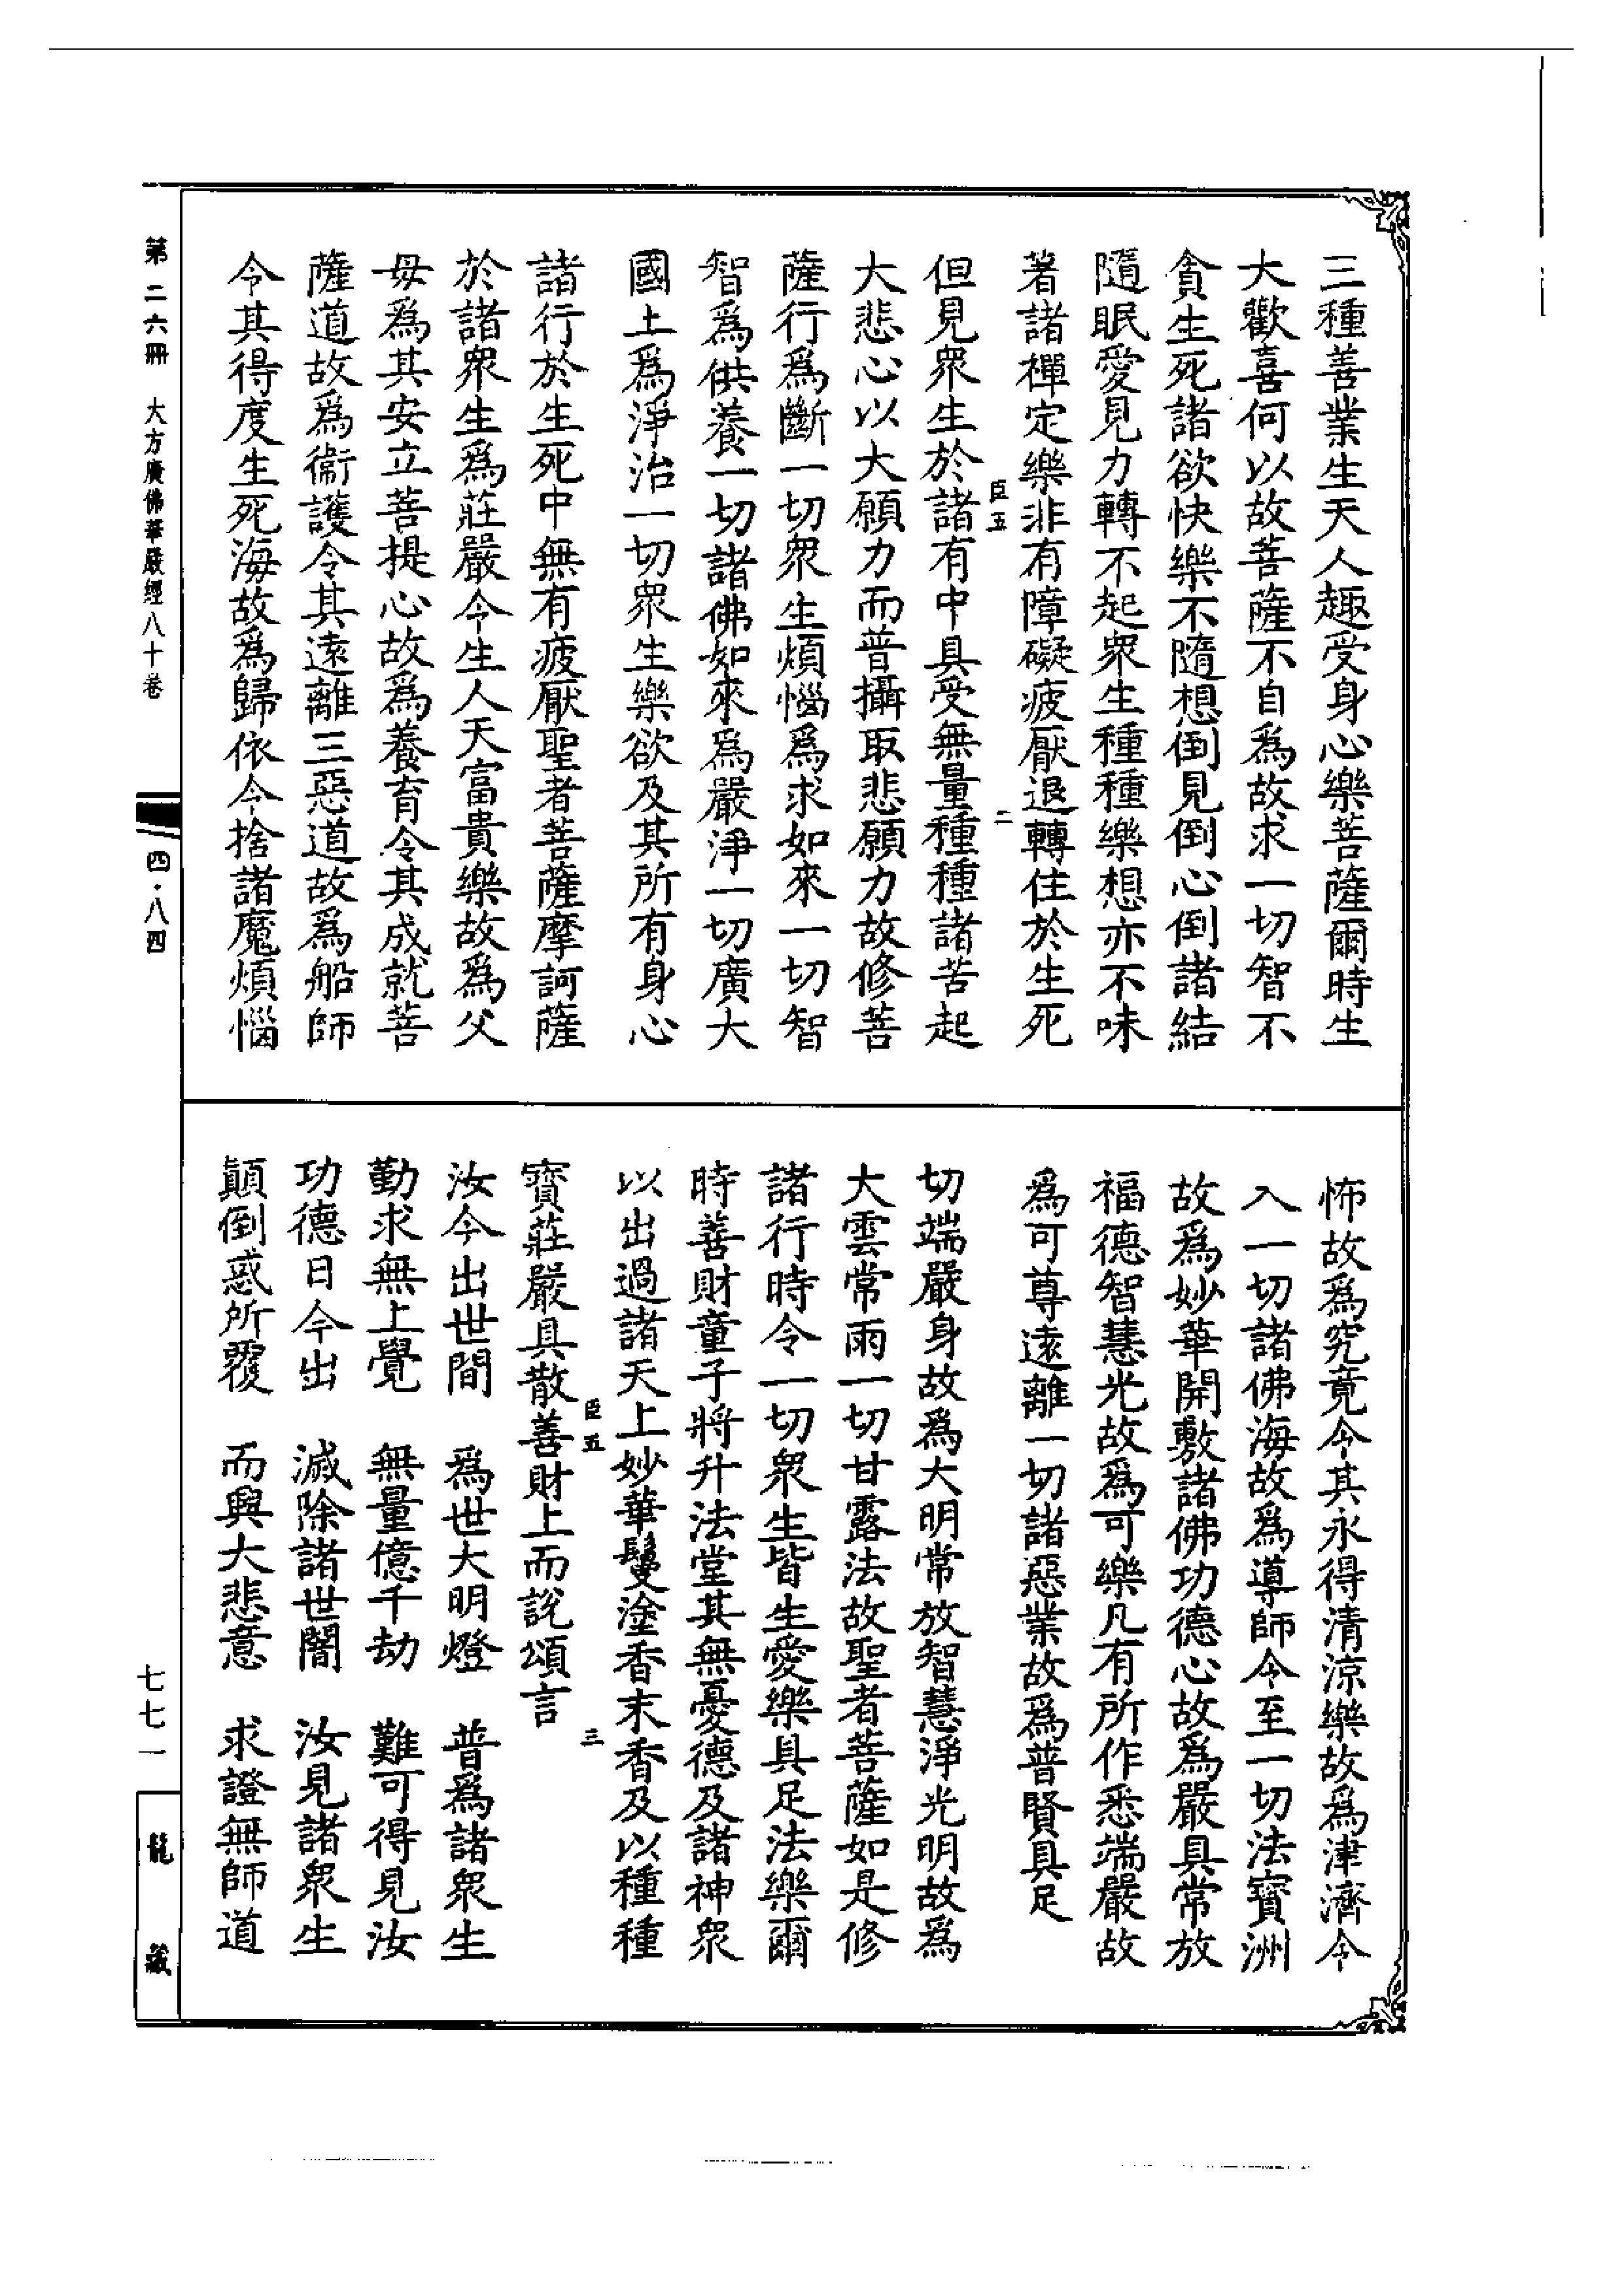 三種善業生天人趣受身心樂菩薩爾時生
大歡喜何以故菩薩不自爲故求一切智不
貪生死諸欲快樂不隨想倒見倒心倒諸結
隨眠愛見力轉不起衆生種種樂想亦不味
著諸禪定樂非有障礙疲厭退轉住於生死
臣五
二
但見衆生於諸有中具受無量種種諸苦起
大悲心以大願力而普攝取悲願力故修菩
薩行爲斷一切衆生煩惱爲求如來一切智
智爲供養一切諸佛如來爲嚴淨一切廣大
國土爲淨治一切衆生樂欲及其所有身心
諸行於生死中無有疲厭聖者菩薩摩訶薩
於諸衆生爲莊嚴令生人天富貴樂故爲父
母爲其安立菩提心故爲養育令其成就菩
薩道故爲衞護令其遠離三惡道故爲船師
令其得度生死海故爲歸依令捨諸魔煩惱
怖故爲究竟令其永得清涼樂故爲津濟令
入一切諸佛海故爲導師令至一切法寶洲
故爲妙華開敷諸佛功德心故爲嚴具常放
福德智慧光故爲可樂凡有所作悉端嚴故
爲可尊遠離一切諸惡業故爲普賢具足
切端嚴身故爲大明常放智慧淨光明故爲
大雲常雨一切甘露法故聖者菩薩如是修
諸行時令一切衆生皆生愛樂具足法樂爾
時善財童子將升法堂其無憂德及諸神衆
以出過諸天上妙華鬘塗香末香及以種種
臣五
三
寶莊嚴具散善財上而說頌言
汝今出世間　爲世大明燈　普爲諸衆生
勤求無上覺　無量億千劫　難可得見汝
功德日今出　滅除諸世闇　汝見諸衆生
顛倒惑所覆　而興大悲意　求證無師道
第二六冊　大方廣佛華嚴經八十卷
四·八四
七七一
龍藏